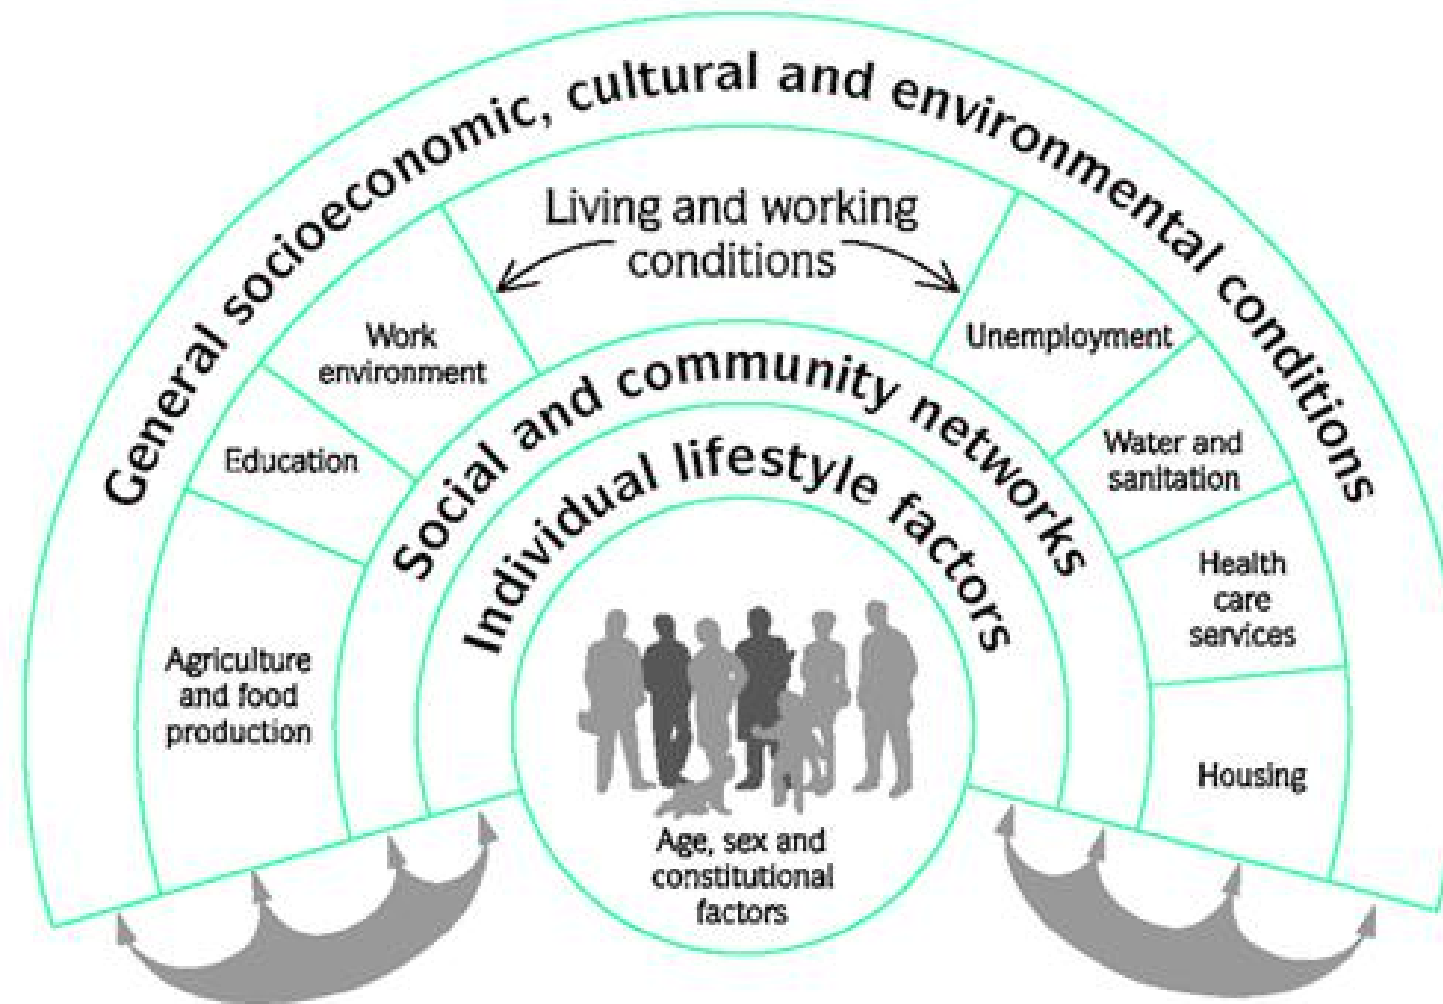 General socioeconomic, cultural and environmental conditions
Living and working
conditions
Work
environment
Unemployment
Education
Water and
sanitation
Agriculture
and food
production
Health
care
services
Housing
Social and community networks
Individual lifestyle factors
Age, sex and
constitutional
factors